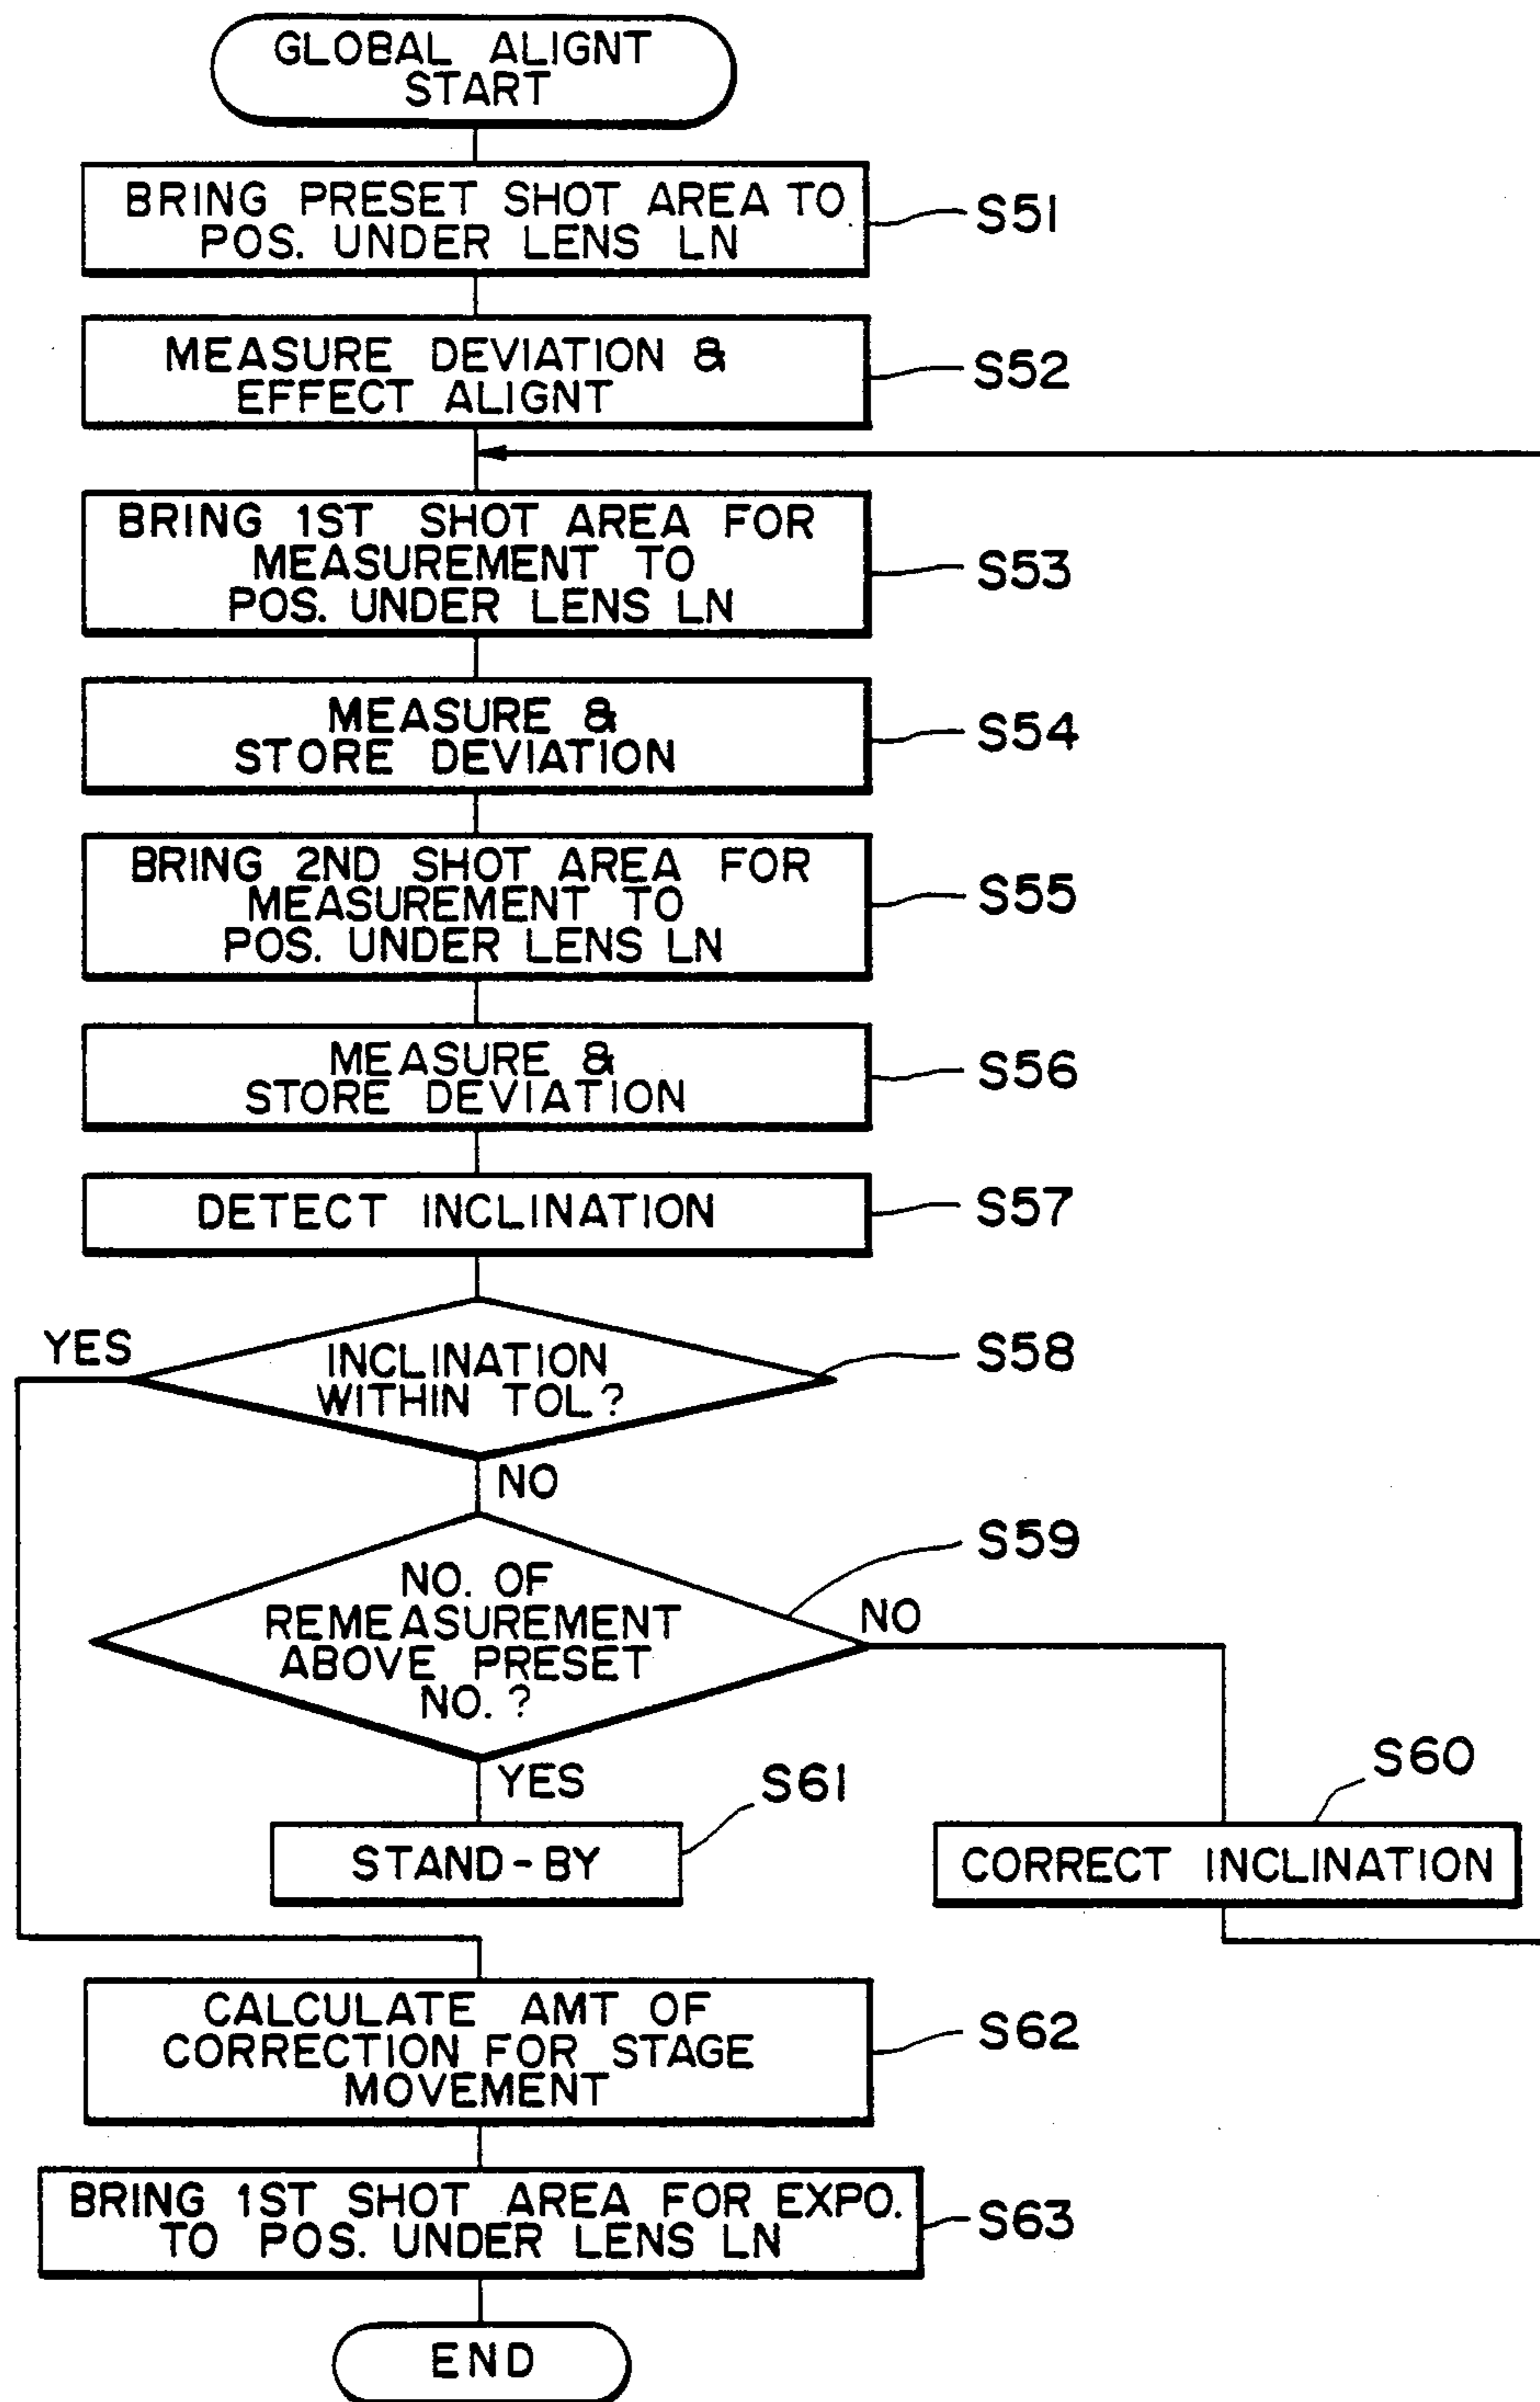 GLOBAL ALIGNT
START
BRING PRESET SHOT AREA TO
POS. UNDER LENS LN
S51
MEASURE DEVIATION &
EFFECT ALIGNT
S52
BRING 1ST SHOT AREA FOR
MEASUREMENT TO
POS. UNDER LENS LN
S53
MEASURE &
STORE DEVIATION
S54
BRING 2ND SHOT AREA FOR
MEASUREMENT TO
POS. UNDER LENS LN
S55
MEASURE &
STORE DEVIATION
S56
DETECT INCLINATION
S57
YES
INCLINATION
WITHIN TOL.?
S58
NO
S59
NO. OF
REMEASUREMENT
ABOVE PRESET
NO. ?
NO
YES
S61
STAND-BY
S60
CORRECT INCLINATION
CALCULATE AMT OF
CORRECTION FOR STAGE
MOVEMENT
S62
BRING 1ST SHOT AREA FOR EXPO.
TO POS. UNDER LENS LN
S63
END